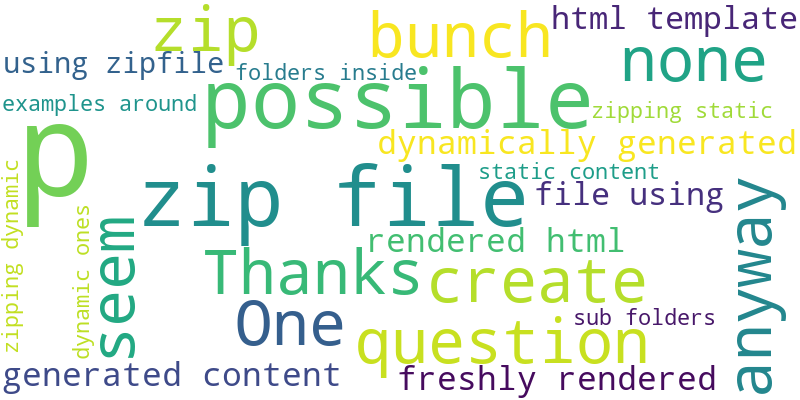 zip
bunch
html template
using zipfile
none
folders inside
possible
examples around
zipping static
p
dynamically generated
zip file
static content
file using
zipping dynamic
dynamic ones
seem
rendered html
anyway
Thanks
create
One
sub folders
question
generated content
freshly rendered